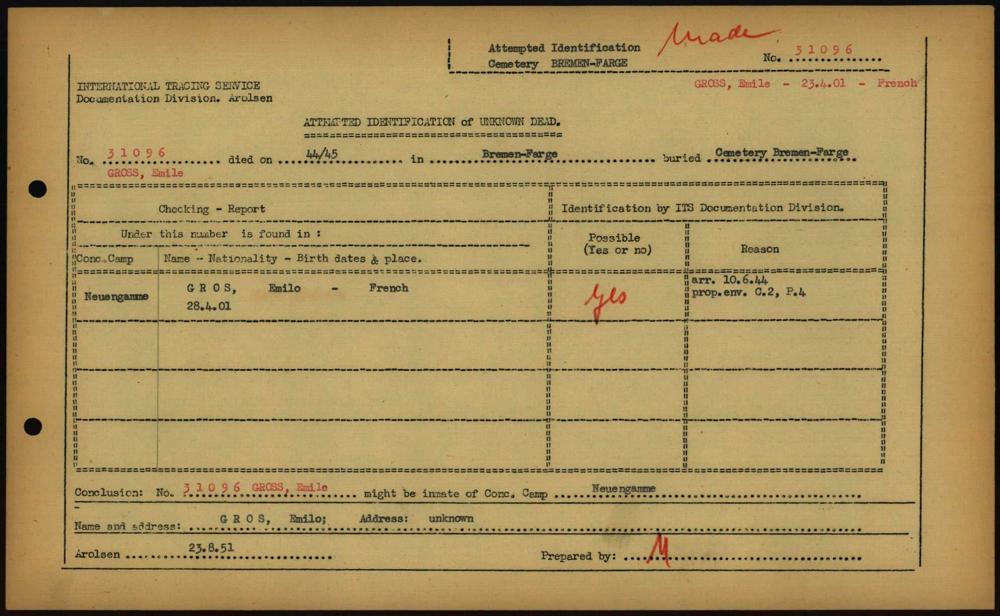 Attempted Identification made.
Cemetery BREMEN-FARGE No. 31096
GROSS, Emile - 23.4.01 - French
INTERNATIONAL TRACING SERVICE
Documentation Division. Arolsen
ATTEMPTED IDENTIFICATION of UNKNOWN DEAD.
No. 31096 died on 44/45 in Bremen-Farge buried Cemetery Bremen-Farge
GROSS, Emile
Checking - Report
Identification by ITS Documentation Division.
Under this number is found in :
Possible
(Yes or no)
Reason
Conc.Camp Name - Nationality - Birth dates & place.
Neuengamme GROS, Emilo - French
28.4.01
yes
arr. 10.6.44
prop.env. C.2, P.4
Conclusion: No. 31096 GROSS, Emile might be inmate of Conc. Camp Neuengamme
Name and address: GROS, Emilo; Address: unknown
Arolsen 23.8.51 Prepared by: M